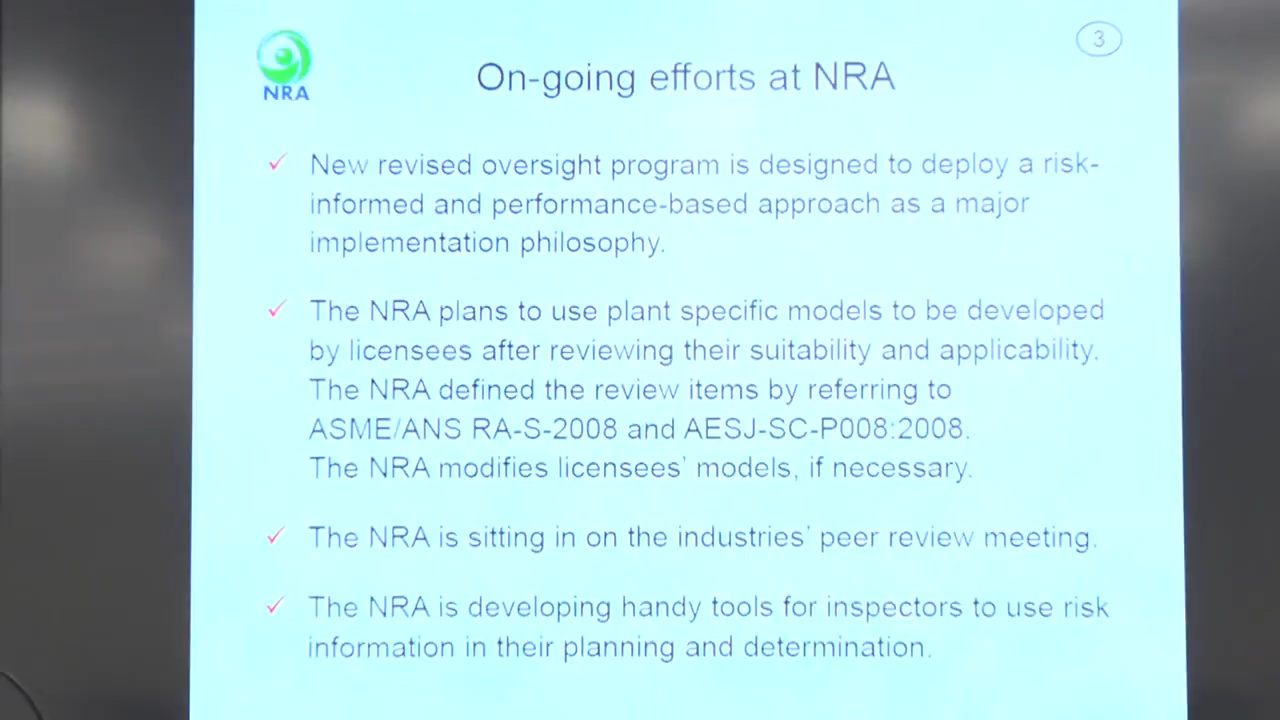 3
NRA
On-going efforts at NRA
✓ New revised oversight program is designed to deploy a risk-
informed and performance-based approach as a major
implementation philosophy.
✓ The NRA plans to use plant specific models to be developed
by licensees after reviewing their suitability and applicability.
The NRA defined the review items by referring to
ASME/ANS RA-S-2008 and AESJ-SC-P008:2008.
The NRA modifies licensees' models, if necessary.
✓ The NRA is sitting in on the industries' peer review meeting.
✓ The NRA is developing handy tools for inspectors to use risk
information in their planning and determination.